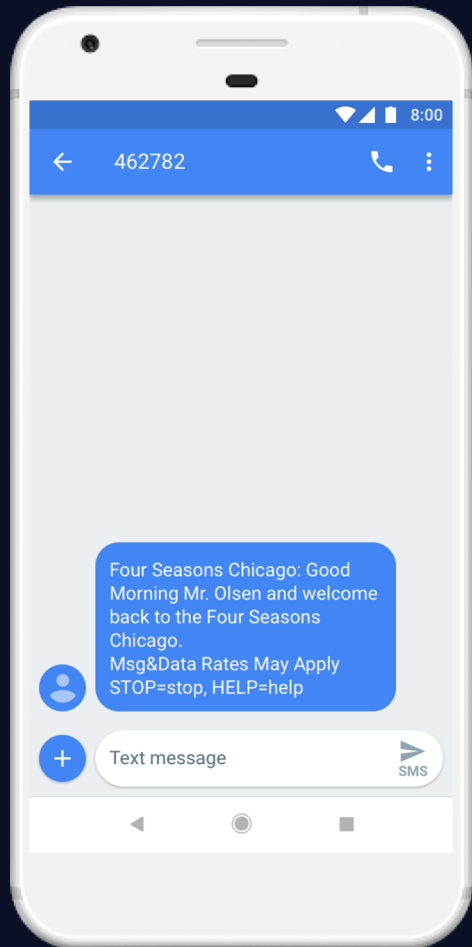 8:00
462782
Four Seasons Chicago: Good
Morning Mr. Olsen and welcome
back to the Four Seasons
Chicago.
Msg&Data Rates May Apply
STOP=stop, HELP=help
Text message
SMS